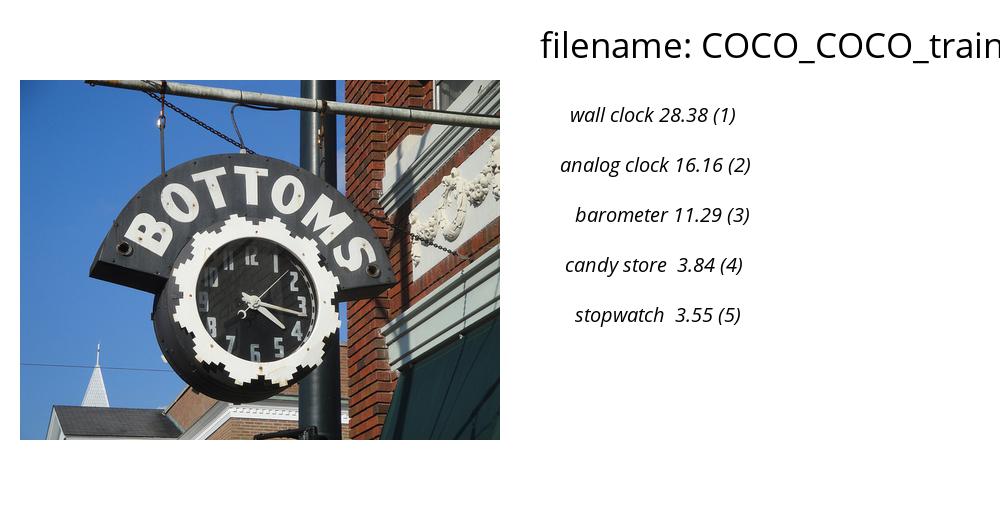 filename: COCO_COCO_train
wall clock 28.38 (1)
analog clock 16.16 (2)
barometer 11.29 (3)
candy store 3.84 (4)
stopwatch 3.55 (5)
BOTTOMS
12
11 1
10 2
9 3
8 4
7 5
6